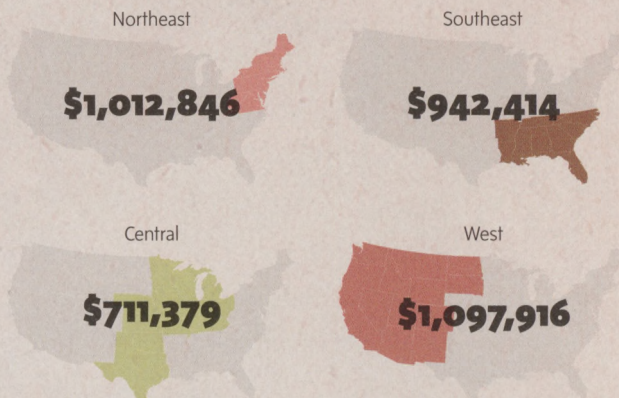 Northeast
$1,012,846
Southeast
$942,414
Central
$711,379
West
$1,097,916